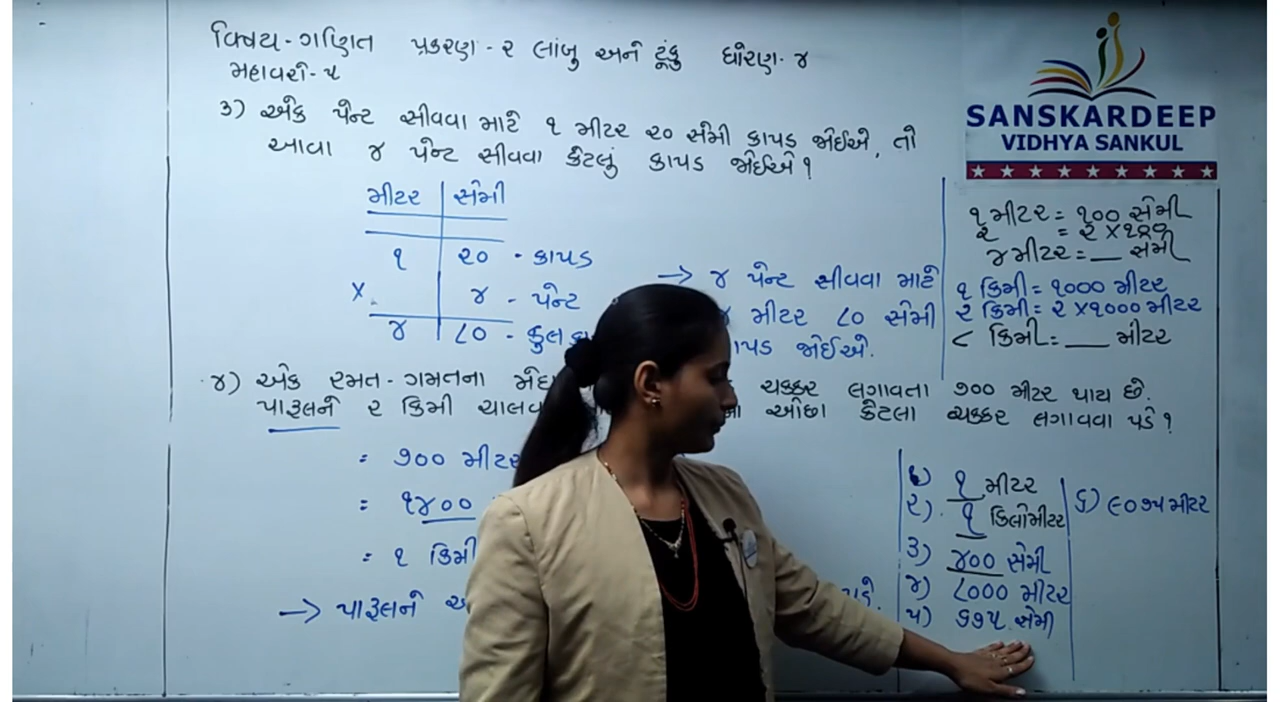 વિષય - ગણિત પ્રકરણ - ૨ લાંબુ અને ટૂંકુ ધોરણ - ૪
મહાવરો - ૫
૩) એક પેન્ટ સીવવા માટે ૧ મીટર ૨૦ સેમી કાપડ જોઈએ, તો
આવા ૪ પેન્ટ સીવવા કેટલું કાપડ જોઈએ?
મીટર | સેમી
૧ | ૨૦ - કાપડ
× ૪ - પેન્ટ
૪ | ૮૦ - કુલ
→ ૪ પેન્ટ સીવવા માટે
મીટર ૮૦ સેમી
જોઈએ.
૪) એક રમત - ગમતના ચક્કર લગાવતા ૭૦૦ મીટર થાય છે.
પારૂલને ૨ કિમી ઓછા કેટલા ચક્કર લગાવવા પડે?
= ૭૦૦ મીટર
= ૧૪૦૦
= ૨ કિમી
→ પારૂલને
SANSKARDEEP
VIDHYA SANKUL
૧ મીટર = ૧૦૦ સેમી
૨ = ૨ × ૧૦૦
૪ મીટર = __ સેમી
૧ કિમી = ૧૦૦૦ મીટર
૨ કિમી = ૨ × ૧૦૦૦ મીટર
૮ કિમી = ___ મીટર
૧) ૧ મીટર
૨) ૧ કિલોમીટર
૩) ૪૦૦ સેમી
૪) ૮૦૦૦ મીટર
૫) ૬૭૫ સેમી
૬) ૯૦૭૫ મીટર